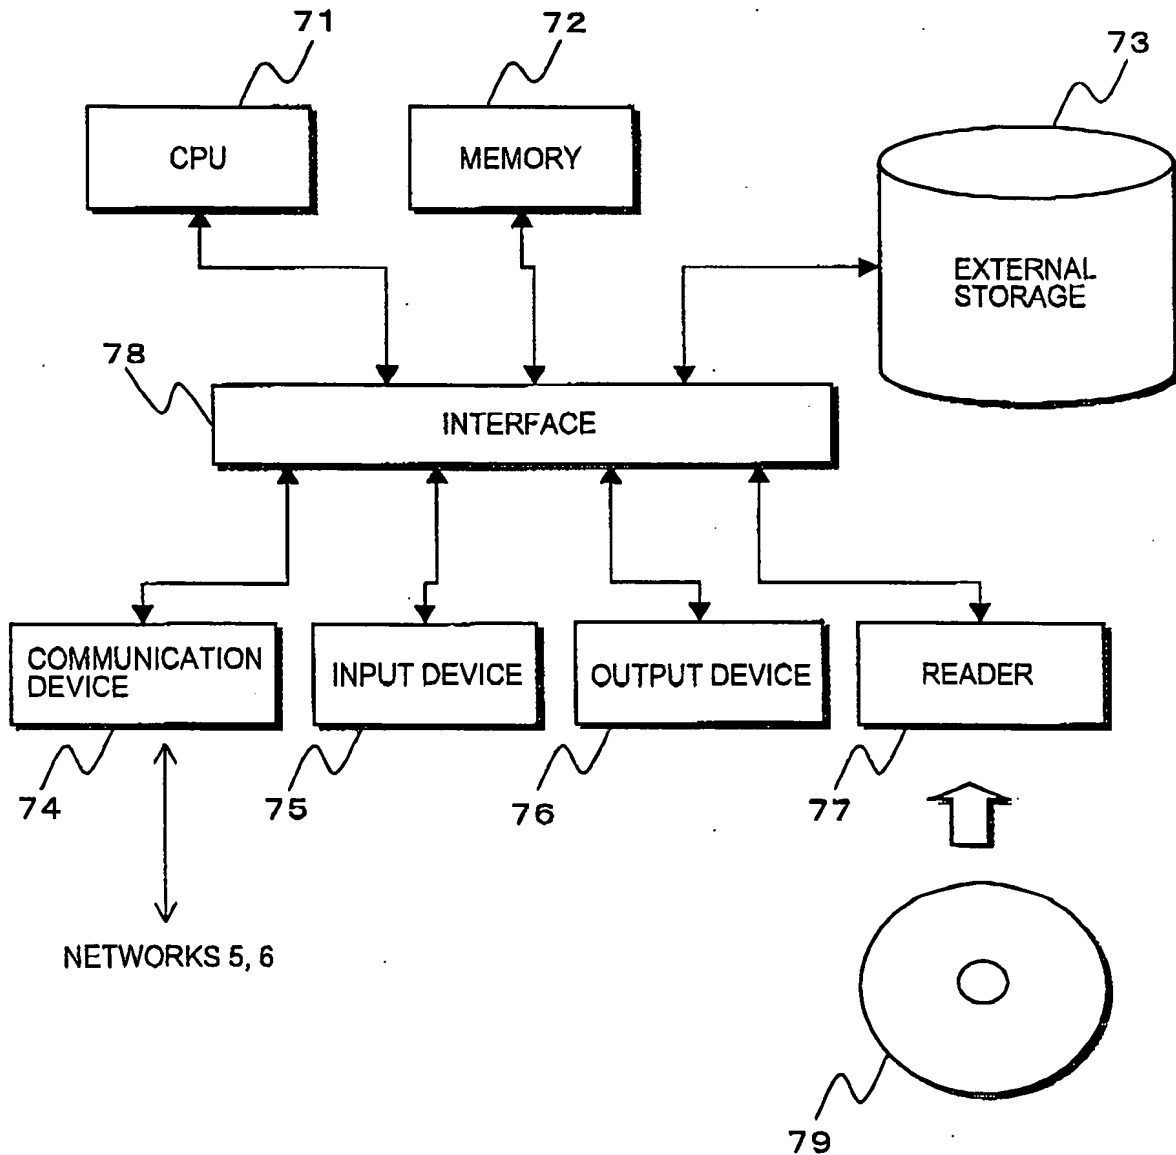 71
72
73
CPU
MEMORY
EXTERNAL
STORAGE
78
INTERFACE
COMMUNICATION
DEVICE
INPUT DEVICE
OUTPUT DEVICE
READER
74
75
76
77
NETWORKS 5, 6
79